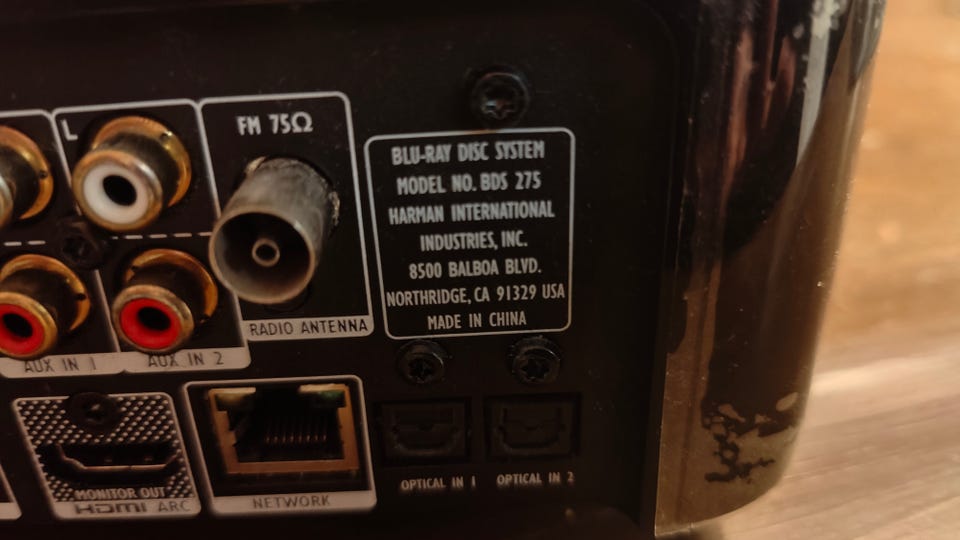 L
FM 75Ω
BLU-RAY DISC SYSTEM
MODEL NO. BDS 275
HARMAN INTERNATIONAL
INDUSTRIES, INC.
8500 BALBOA BLVD.
NORTHRIDGE, CA 91329 USA
MADE IN CHINA
RADIO ANTENNA
AUX IN 1
AUX IN 2
MONITOR OUT
HDMI ARC
NETWORK
OPTICAL IN 1
OPTICAL IN 2